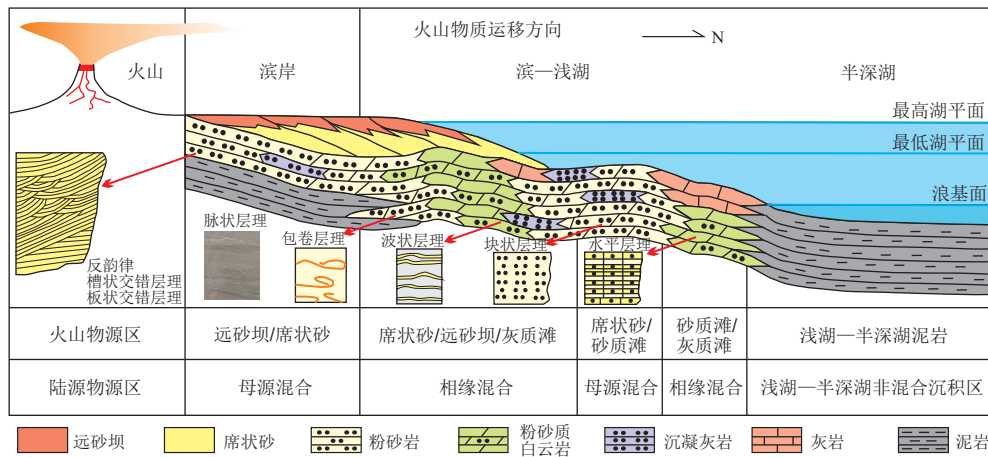 火山物质运移方向
N
火山
滨岸
滨—浅湖
半深湖
最高湖平面
最低湖平面
浪基面
脉状层理
包卷层理
波状层理
块状层理
水平层理
反韵律
槽状交错层理
板状交错层理
火山物源区
远砂坝/席状砂
席状砂/远砂坝/灰质滩
席状砂/
砂质滩
砂质滩/
灰质滩
浅湖—半深湖泥岩
陆源物源区
母源混合
相缘混合
母源混合
相缘混合
浅湖—半深湖非混合沉积区
远砂坝
席状砂
粉砂岩
粉砂质
白云岩
沉凝灰岩
灰岩
泥岩